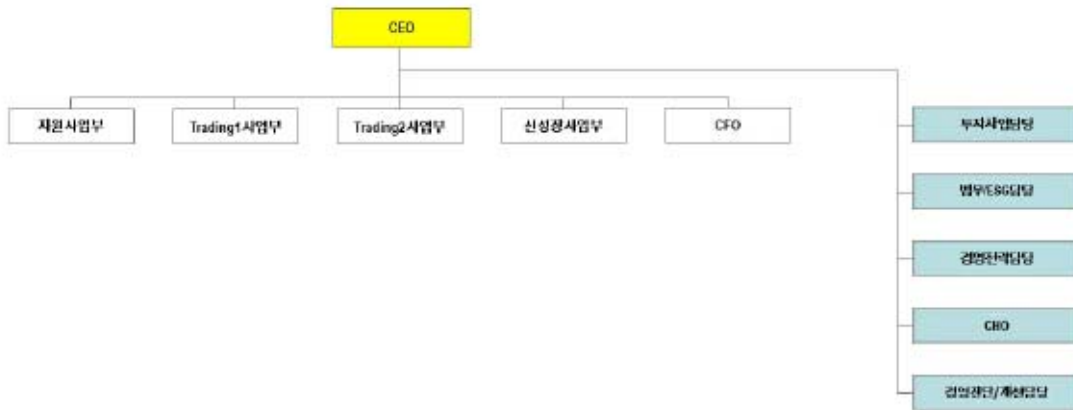 CEO
자원사업부
Trading1사업부
Trading2사업부
신성장사업부
CFO
투자사업담당
법무/ESG담당
경영전략담당
CHO
경영진단/개선담당